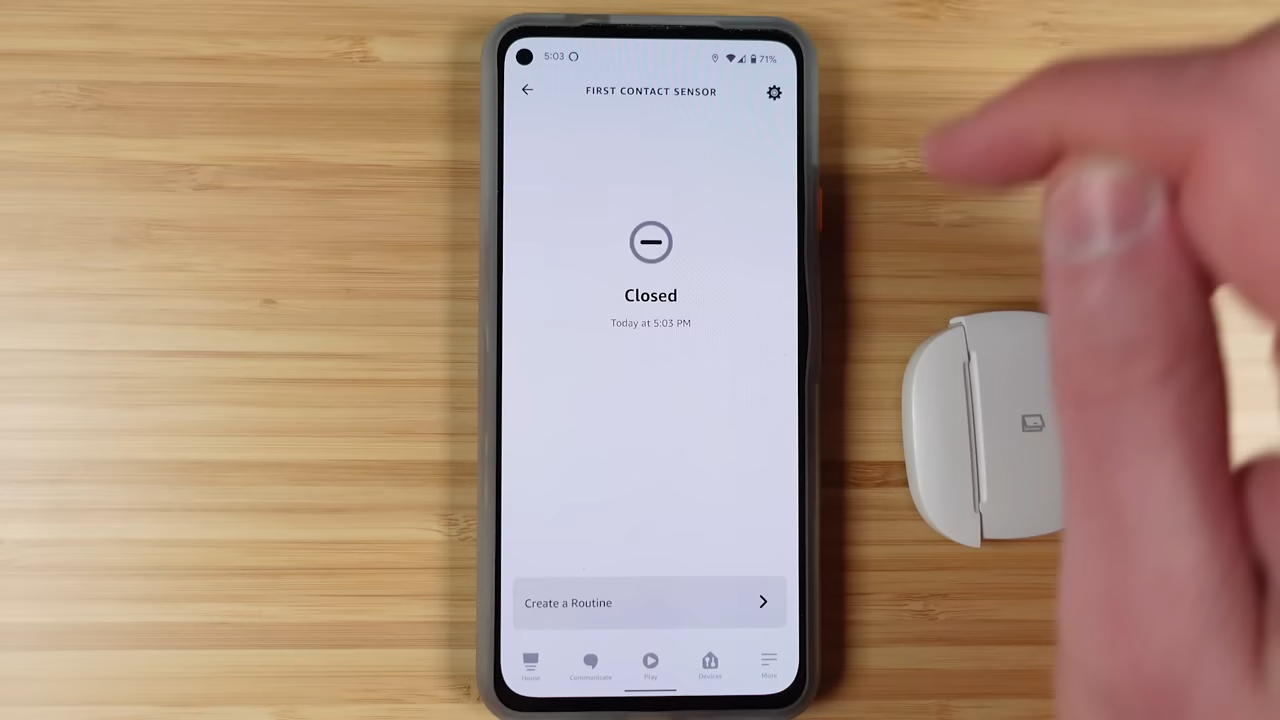 5:03
71%
FIRST CONTACT SENSOR
Closed
Today at 5:03 PM
Create a Routine
Home
Communicate
Play
Devices
More